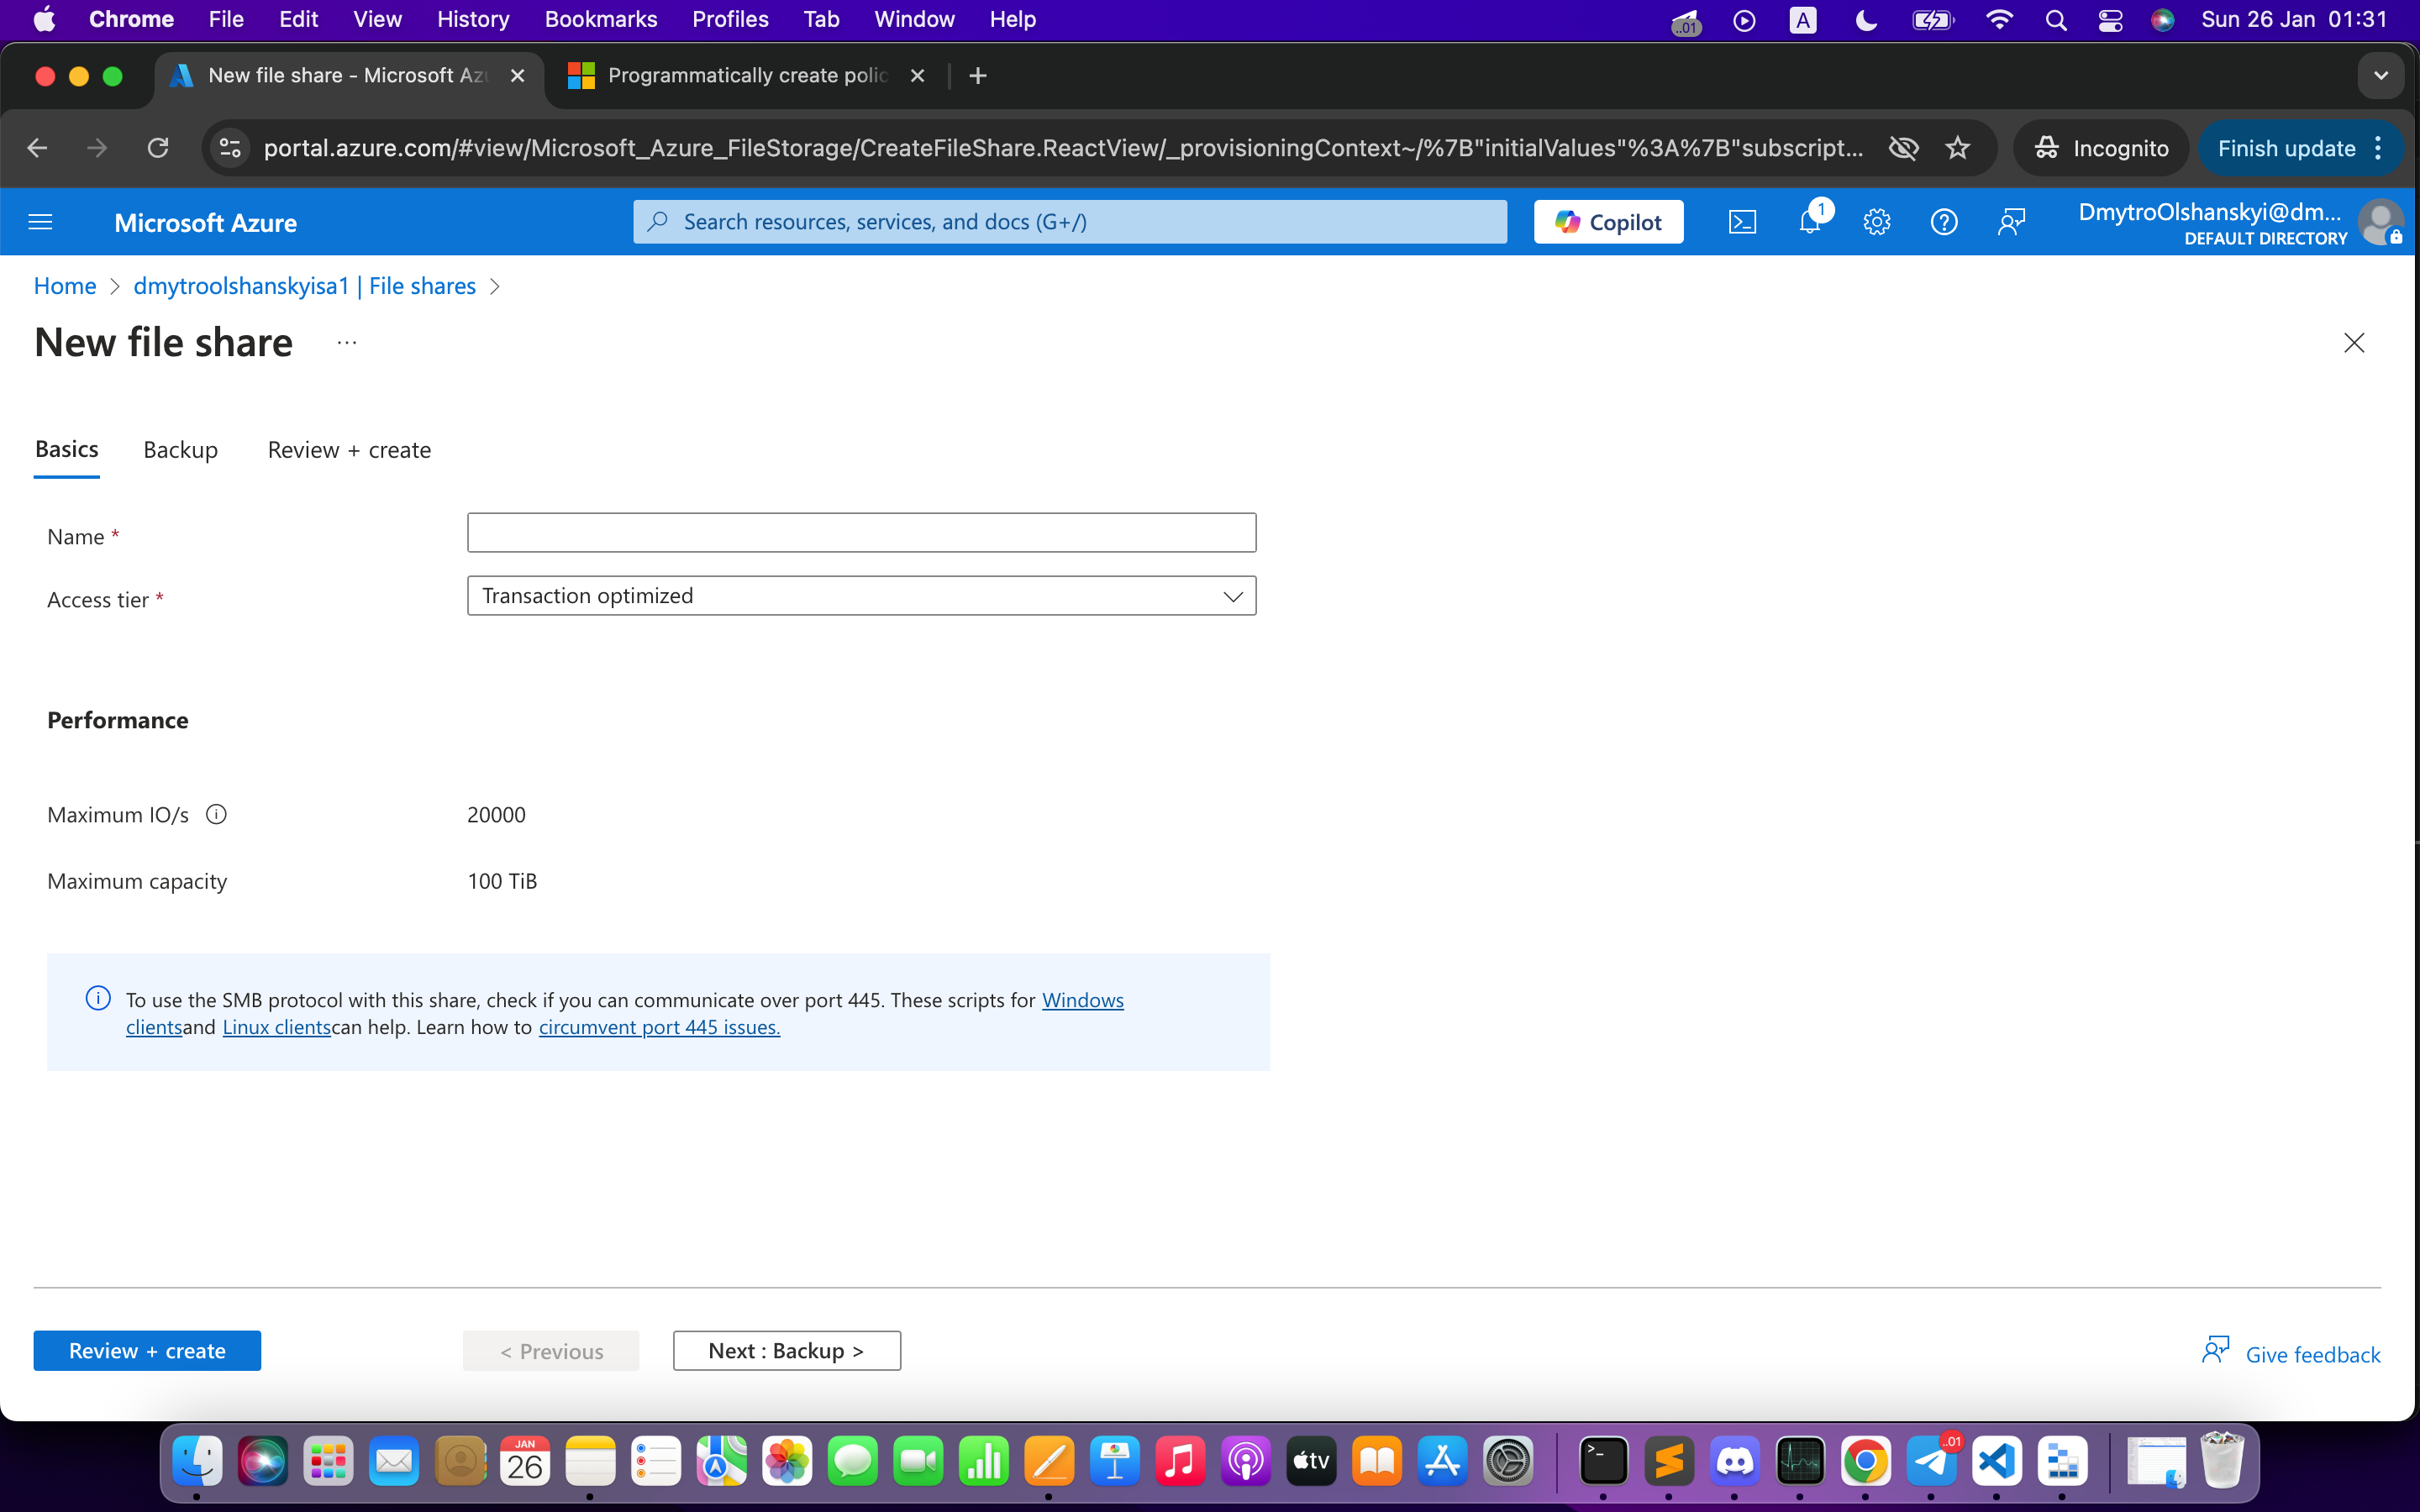 Chrome File Edit View History Bookmarks Profiles Tab Window Help
..01 A Sun 26 Jan 01:31
New file share - Microsoft Azu
Programmatically create polic
portal.azure.com/#view/Microsoft_Azure_FileStorage/CreateFileShare.ReactView/_provisioningContext~/%7B"initialValues"%3A%7B"subscript...
Incognito
Finish update
Microsoft Azure
Search resources, services, and docs (G+/)
Copilot
1
DmytroOlshanskyi@dm...
DEFAULT DIRECTORY
Home > dmytroolshanskyisa1 | File shares >
New file share ...
Basics Backup Review + create
Name *
Access tier * Transaction optimized
Performance
Maximum IO/s 20000
Maximum capacity 100 TiB
To use the SMB protocol with this share, check if you can communicate over port 445. These scripts for Windows
clientsand Linux clientscan help. Learn how to circumvent port 445 issues.
Review + create < Previous Next : Backup > Give feedback
JAN
26
tv
..01